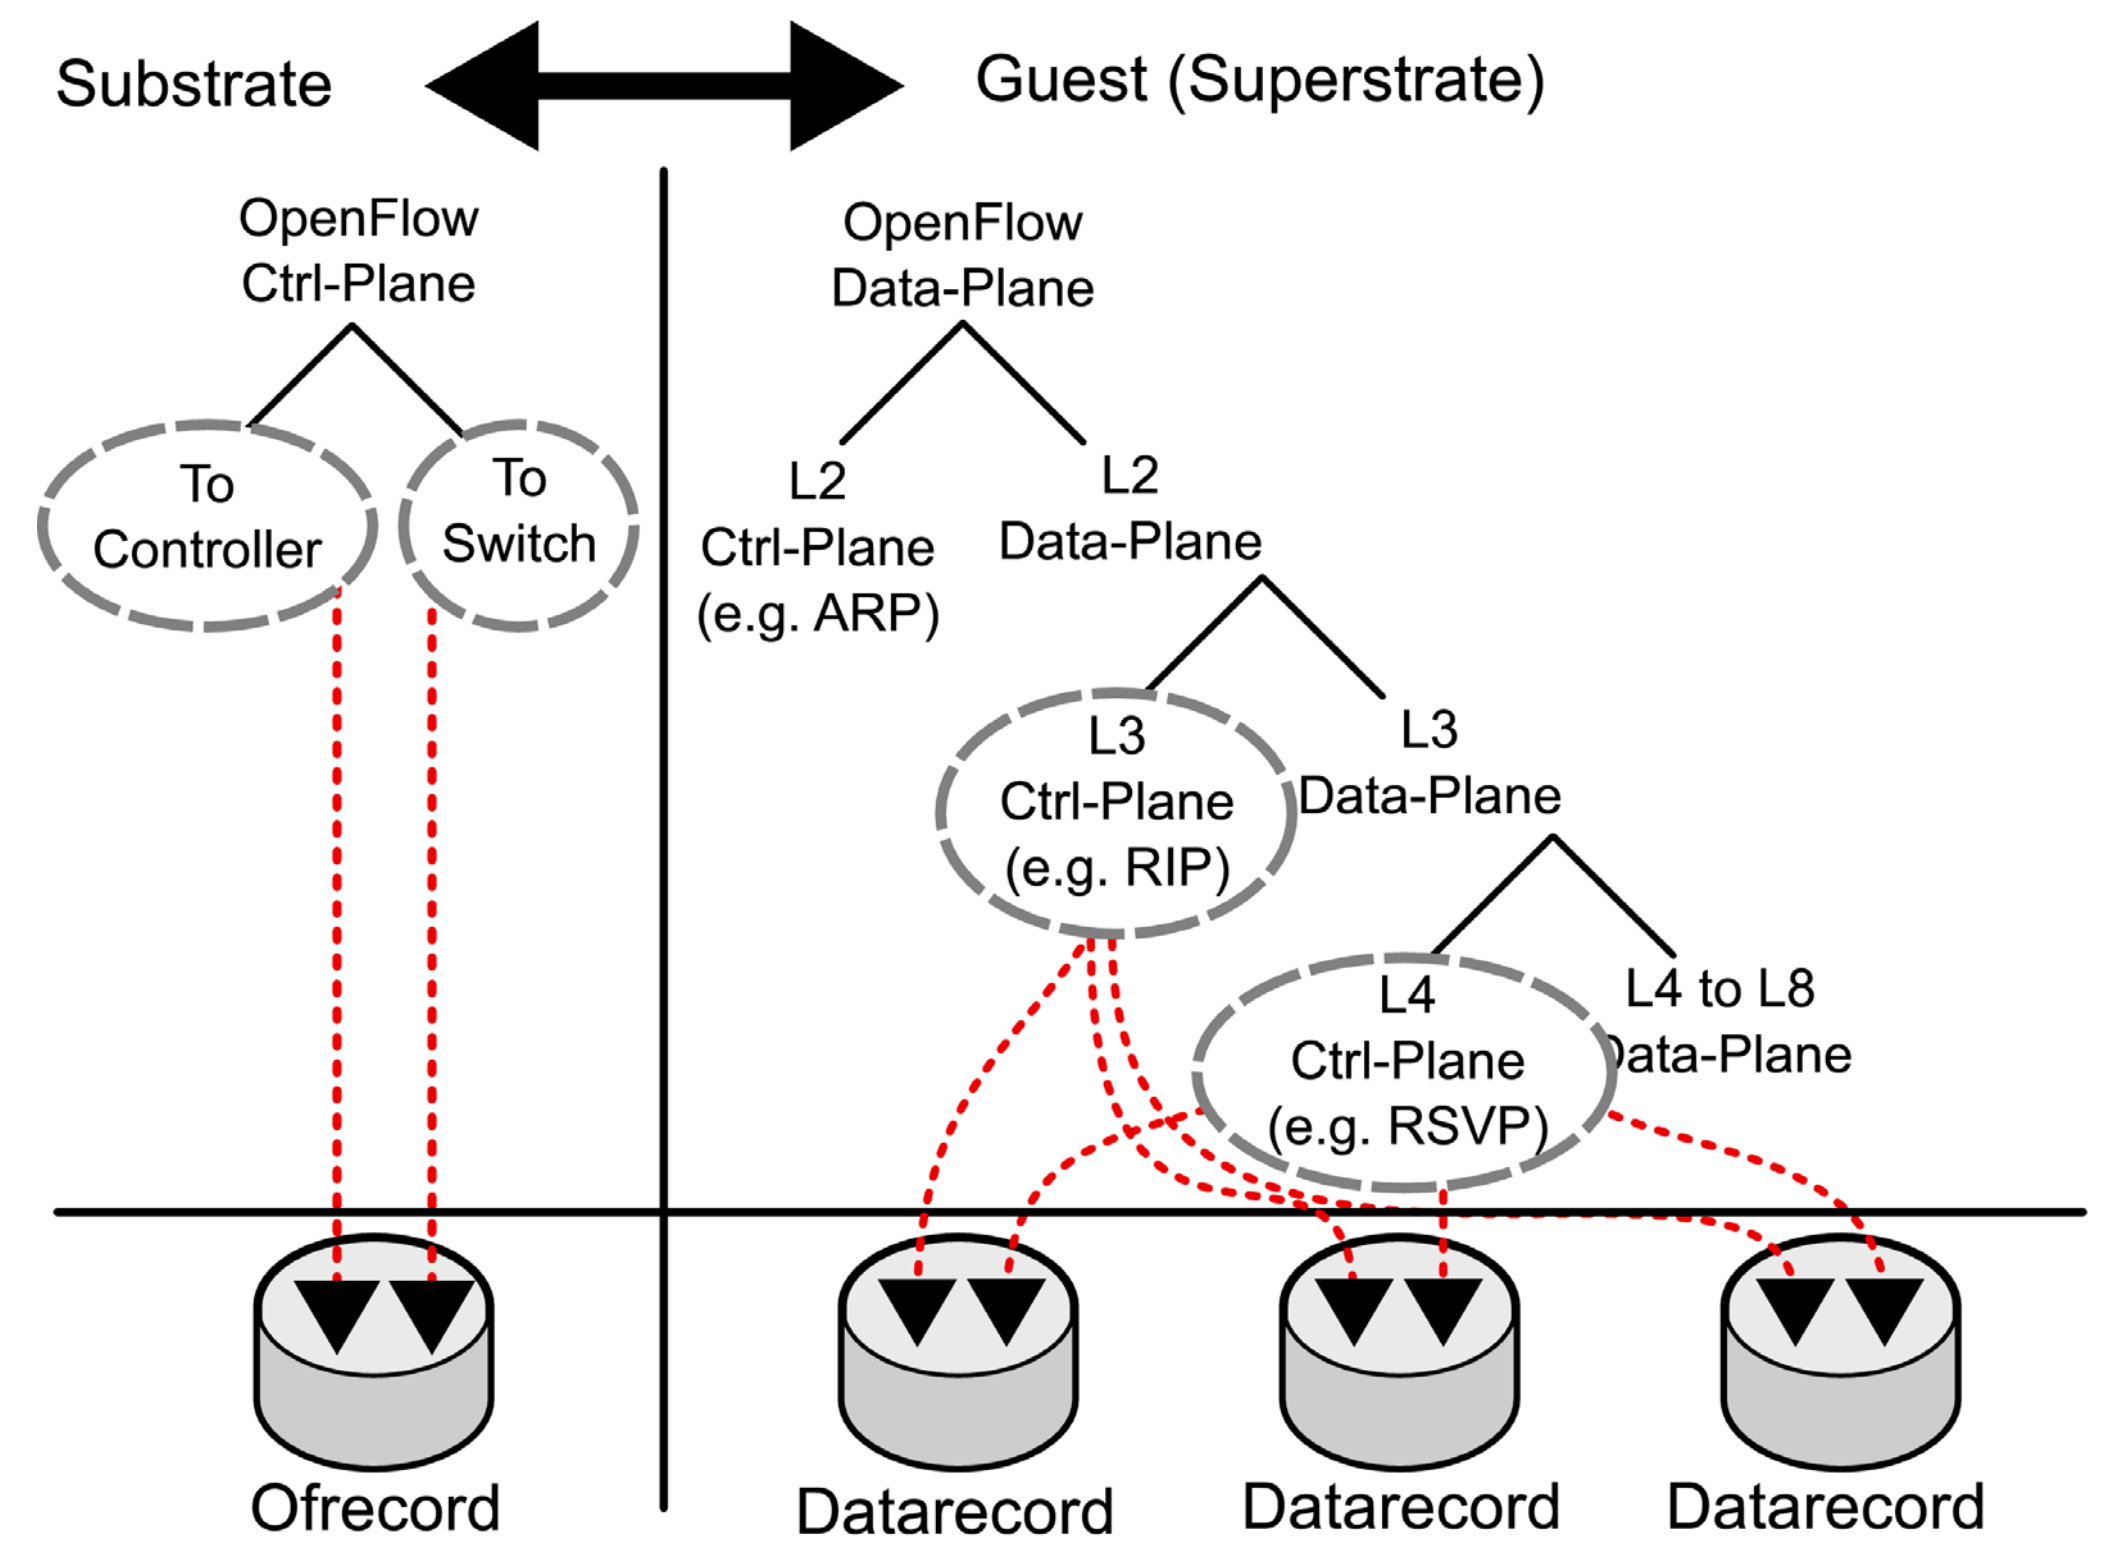 Substrate
Guest (Superstrate)
OpenFlow
Ctrl-Plane
OpenFlow
Data-Plane
To
Controller
To
Switch
L2
Ctrl-Plane
(e.g. ARP)
L2
Data-Plane
L3
Ctrl-Plane
(e.g. RIP)
L3
Data-Plane
L4
Ctrl-Plane
(e.g. RSVP)
L4 to L8
Data-Plane
Ofrecord
Datarecord
Datarecord
Datarecord